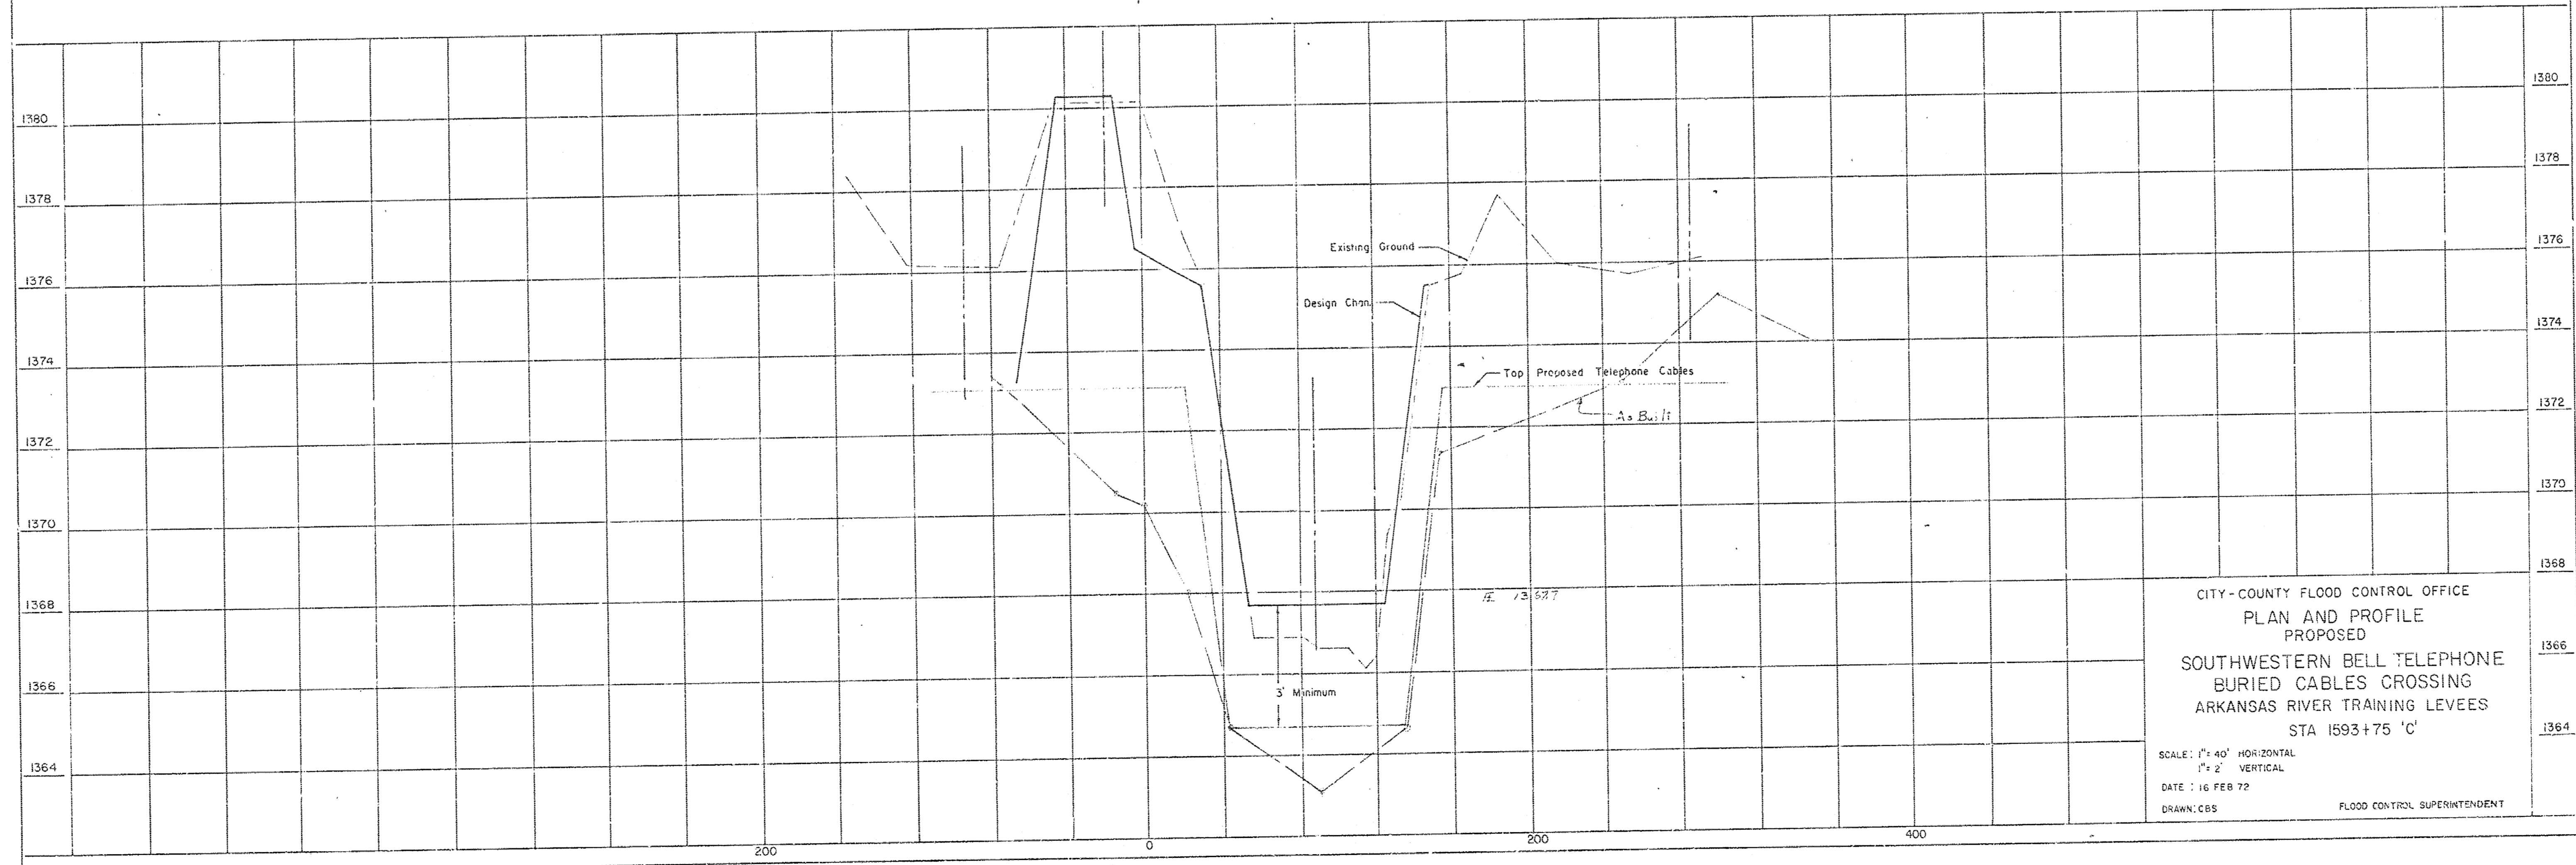 1380
1380
1378
1378
Existing Ground
1376
1376
Design Chan.
1374
1374
Top Proposed Telephone Cables
As Built
1372
1372
1370
1370
1368
1368
3' Minimum
1366
1366
1364
1364
200
0
200
400
CITY-COUNTY FLOOD CONTROL OFFICE
PLAN AND PROFILE
PROPOSED
SOUTHWESTERN BELL TELEPHONE
BURIED CABLES CROSSING
ARKANSAS RIVER TRAINING LEVEES
STA 1593+75 'C'
SCALE: 1"= 40' HORIZONTAL
1"= 2' VERTICAL
DATE : 16 FEB 72
DRAWN: CBS
FLOOD CONTROL SUPERINTENDENT